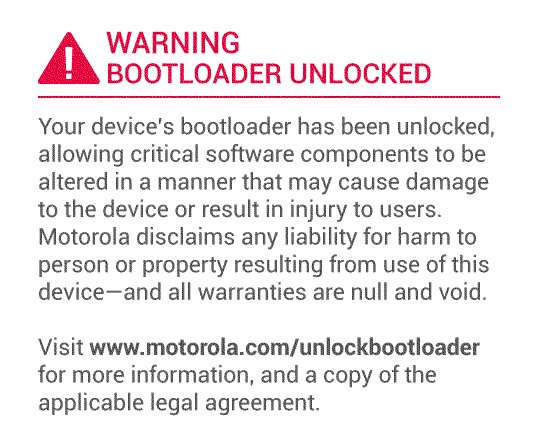 WARNING
BOOTLOADER UNLOCKED
Your device's bootloader has been unlocked,
allowing critical software components to be
altered in a manner that may cause damage
to the device or result in injury to users.
Motorola disclaims any liability for harm to
person or property resulting from use of this
device—and all warranties are null and void.
Visit www.motorola.com/unlockbootloader
for more information, and a copy of the
applicable legal agreement.